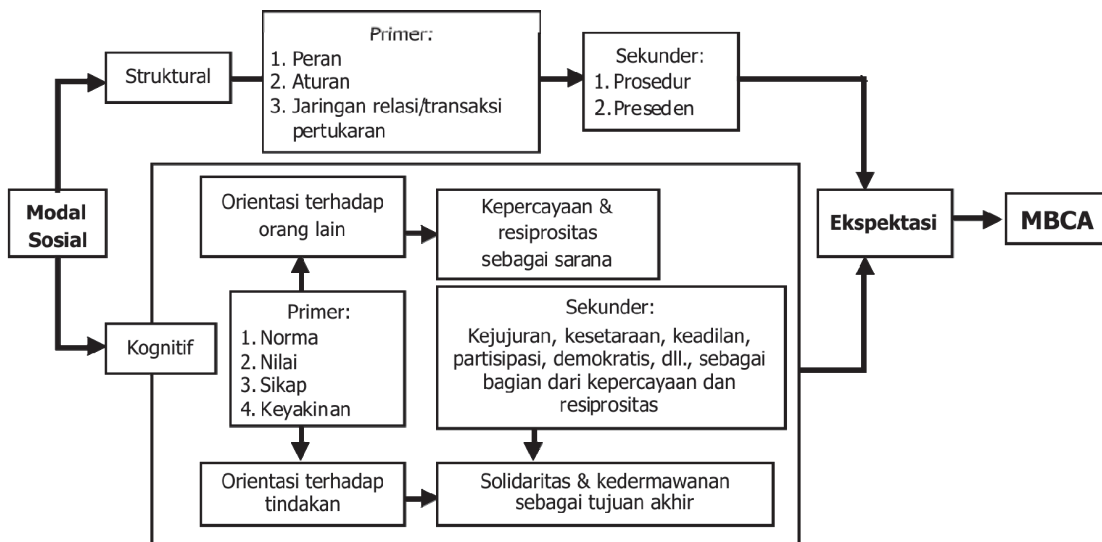 Primer:
1. Peran
2. Aturan
3. Jaringan relasi/transaksi
pertukaran
Struktural
Sekunder:
1. Prosedur
2. Preseden
Modal
Sosial
Orientasi terhadap
orang lain
Kepercayaan &
resiprositas
sebagai sarana
Ekspektasi
MBCA
Kognitif
Primer:
1. Norma
2. Nilai
3. Sikap
4. Keyakinan
Sekunder:
Kejujuran, kesetaraan, keadilan,
partisipasi, demokratis, dll., sebagai
bagian dari kepercayaan dan
resiprositas
Orientasi terhadap
tindakan
Solidaritas & kedermawanan
sebagai tujuan akhir